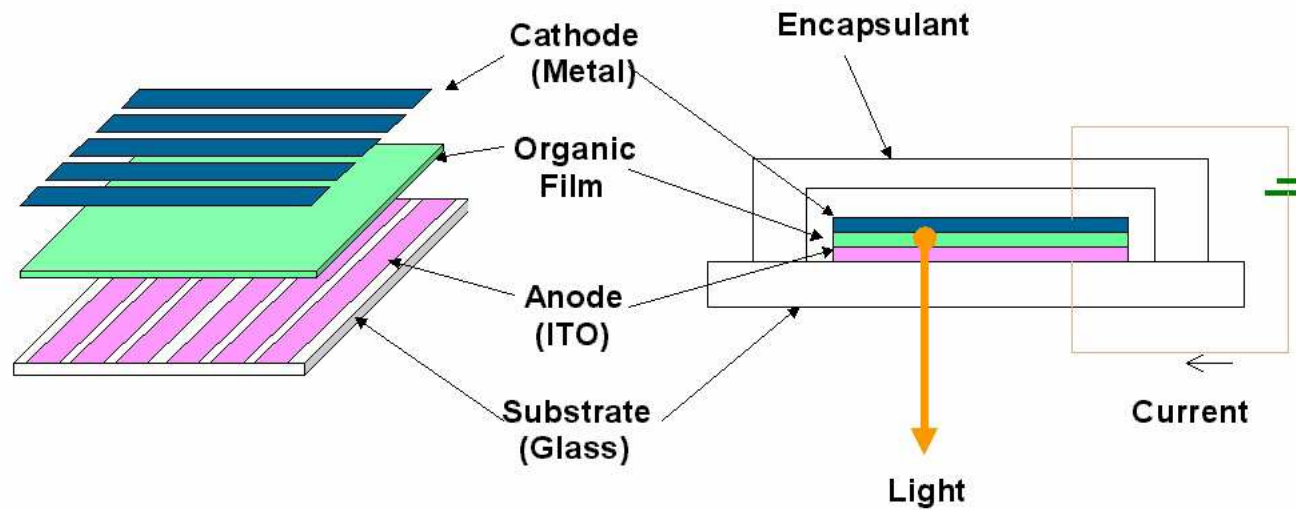 Cathode
(Metal)
Encapsulant
Organic
Film
Anode
(ITO)
Substrate
(Glass)
Current
Light